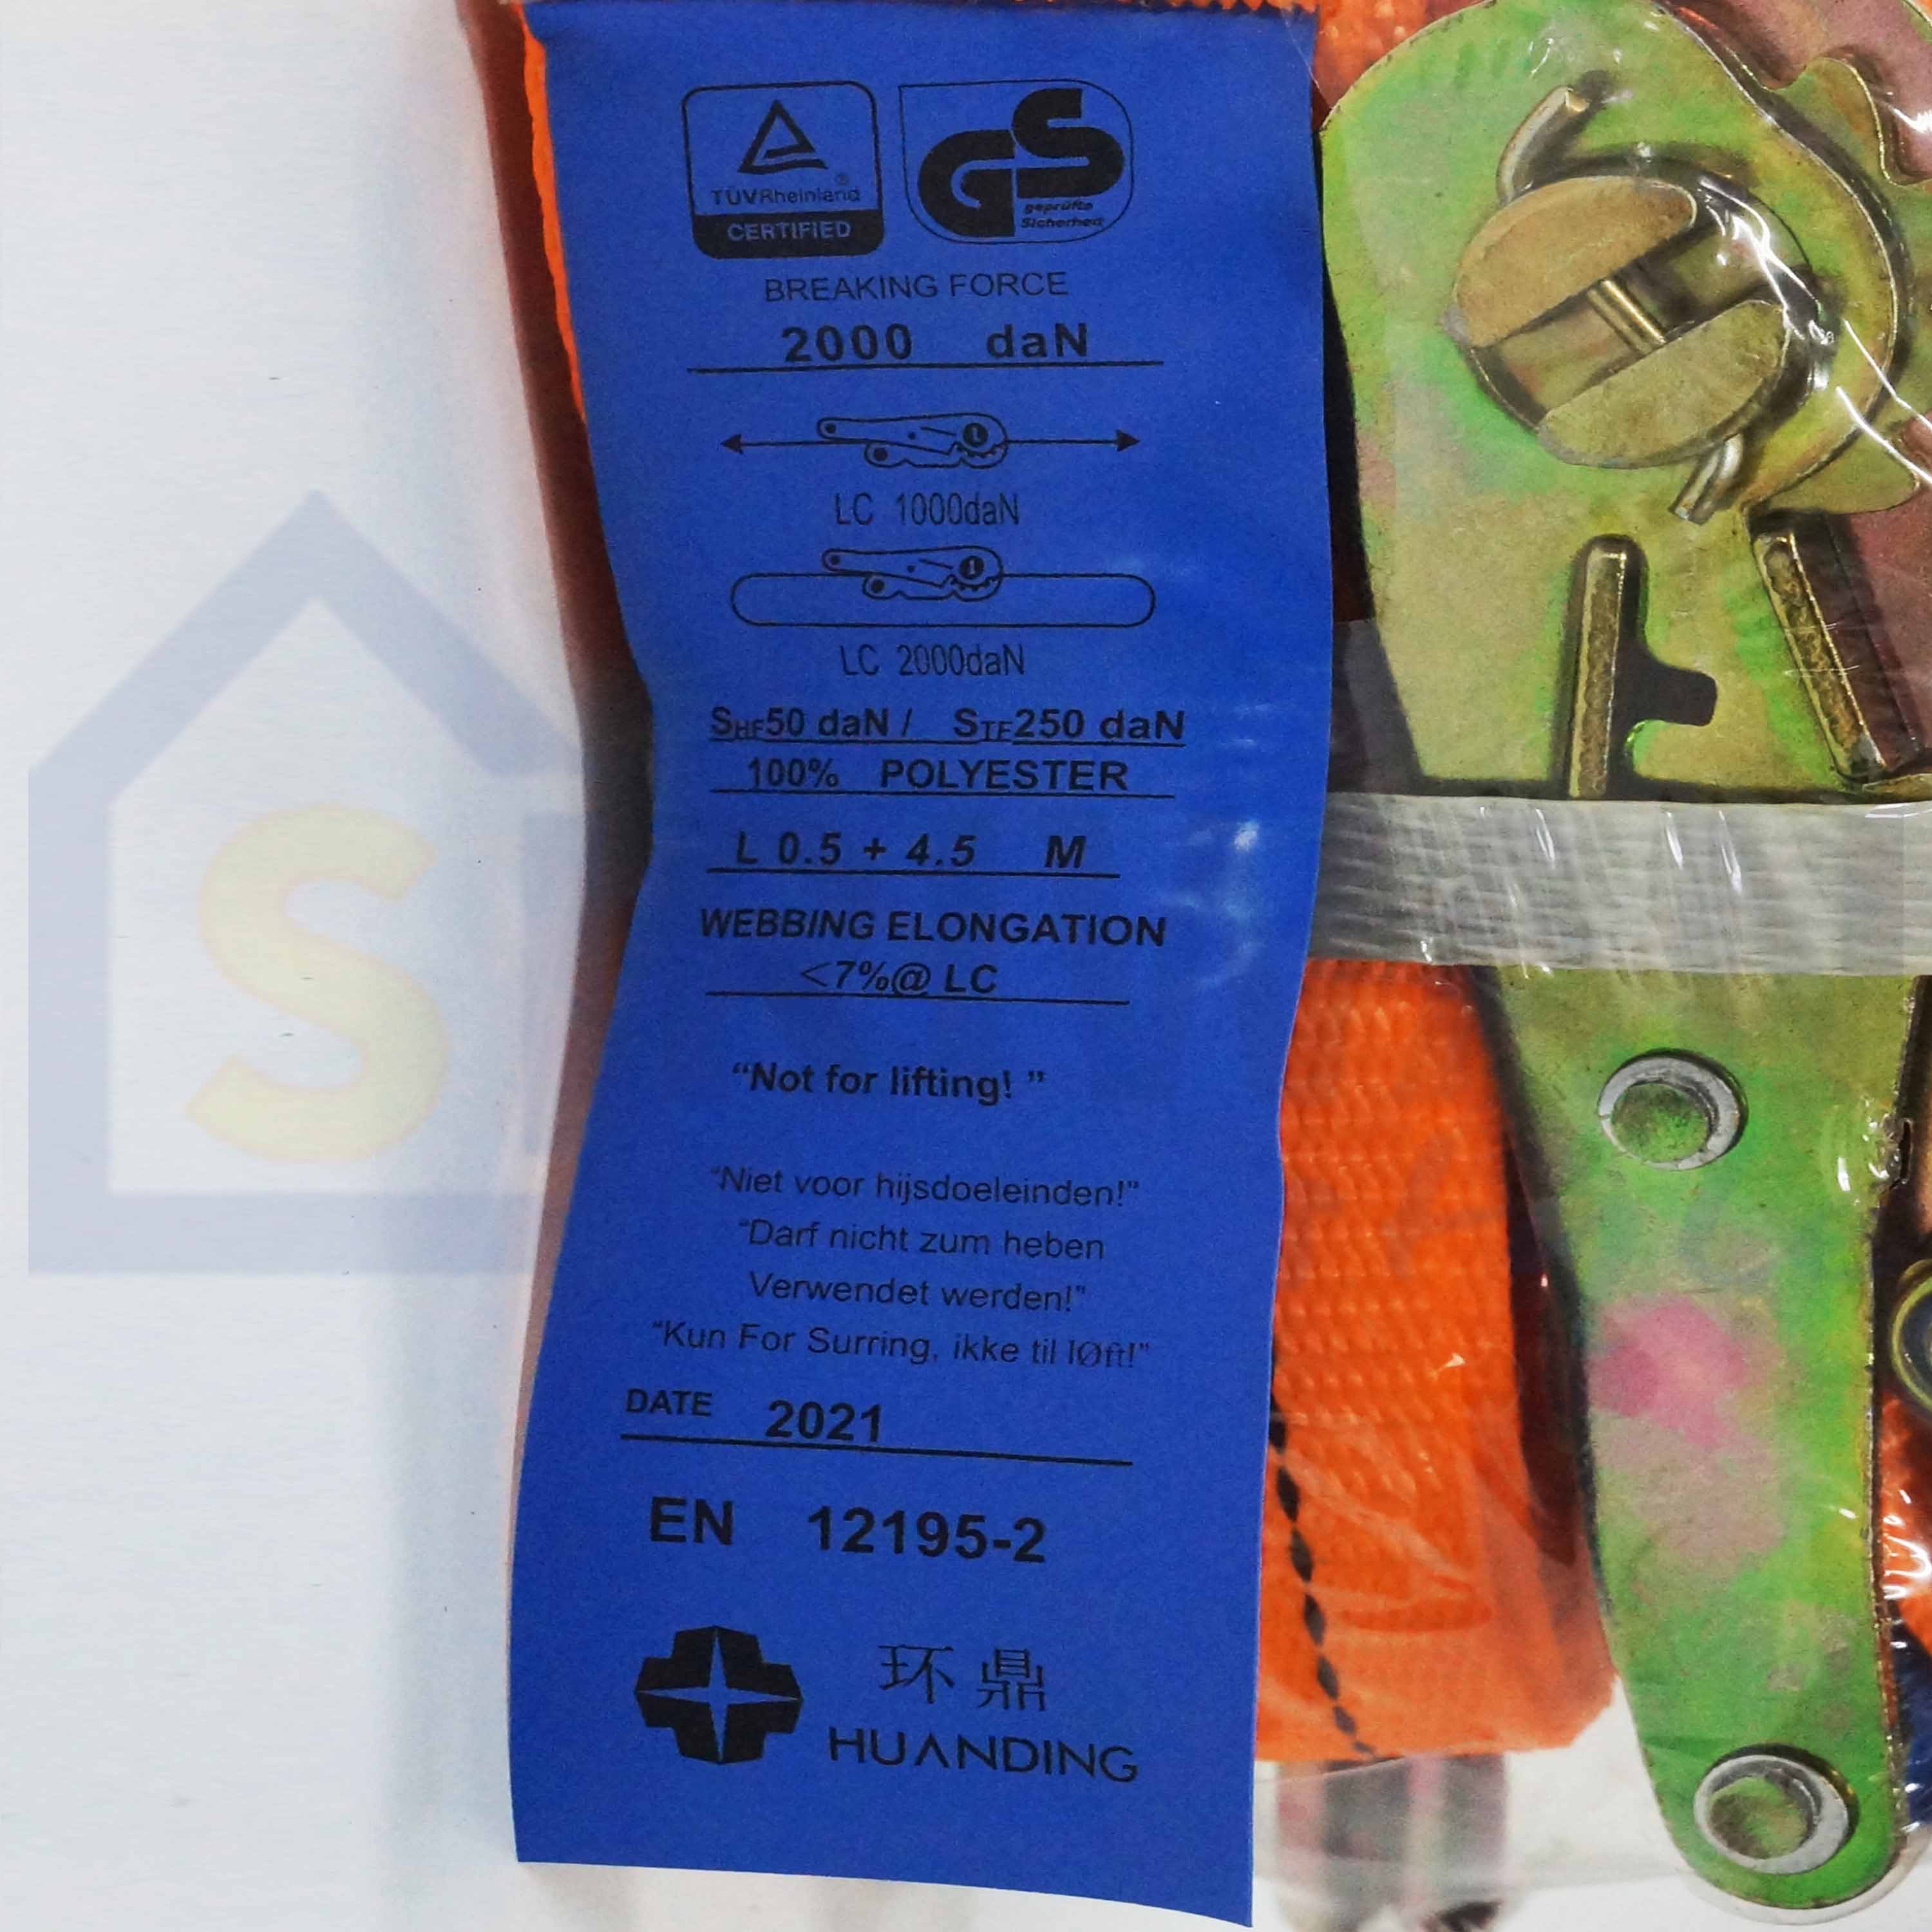 TÜVRheinland®
CERTIFIED
GS
geprüfte
Sicherheit
BREAKING FORCE
2000 daN
1
LC 1000daN
1
LC 2000daN
SHF50 daN / STF250 daN
100% POLYESTER
L 0.5 + 4.5 M
WEBBING ELONGATION
<7%@ LC
“Not for lifting! ”
“Niet voor hijsdoeleinden!”
“Darf nicht zum heben
Verwendet werden!”
“Kun For Surring, ikke til lØft!”
DATE 2021
EN 12195-2
环鼎
HUANDING
S